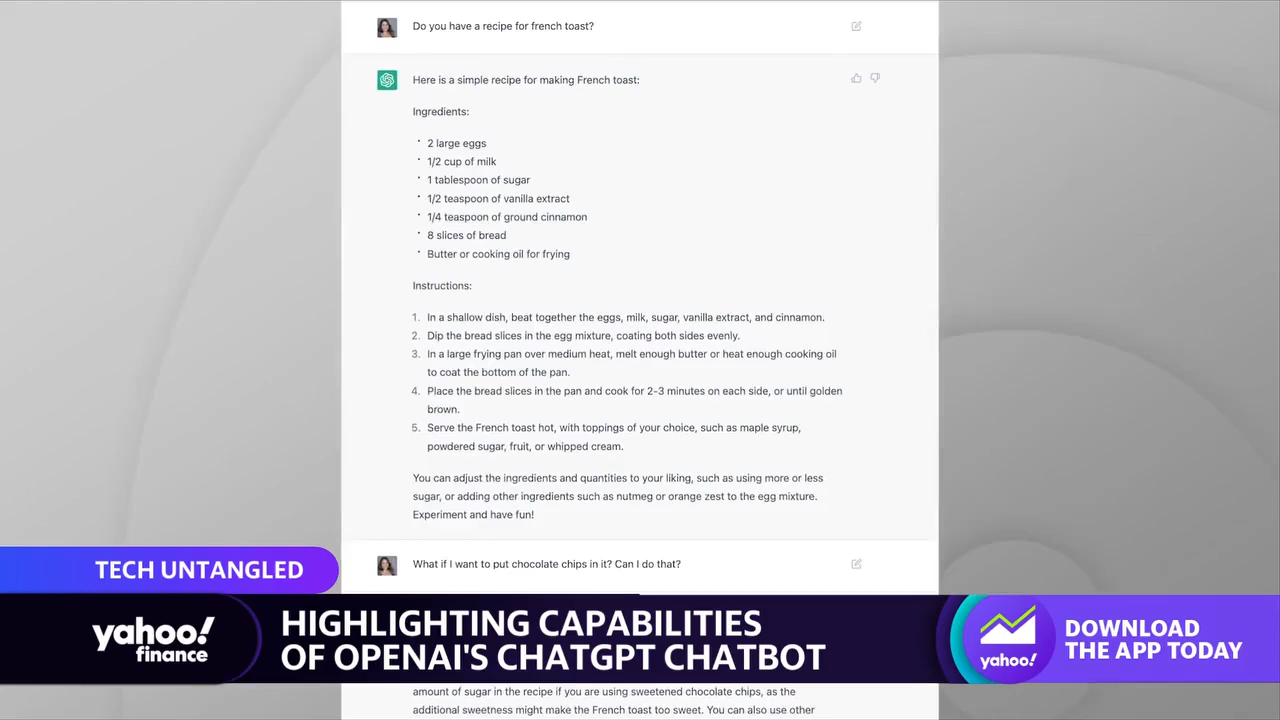 Do you have a recipe for french toast?
Here is a simple recipe for making French toast:
Ingredients:
· 2 large eggs
· 1/2 cup of milk
· 1 tablespoon of sugar
· 1/2 teaspoon of vanilla extract
· 1/4 teaspoon of ground cinnamon
· 8 slices of bread
· Butter or cooking oil for frying
Instructions:
1. In a shallow dish, beat together the eggs, milk, sugar, vanilla extract, and cinnamon.
2. Dip the bread slices in the egg mixture, coating both sides evenly.
3. In a large frying pan over medium heat, melt enough butter or heat enough cooking oil
to coat the bottom of the pan.
4. Place the bread slices in the pan and cook for 2-3 minutes on each side, or until golden
brown.
5. Serve the French toast hot, with toppings of your choice, such as maple syrup,
powdered sugar, fruit, or whipped cream.
You can adjust the ingredients and quantities to your liking, such as using more or less
sugar, or adding other ingredients such as nutmeg or orange zest to the egg mixture.
Experiment and have fun!
What if I want to put chocolate chips in it? Can I do that?
TECH UNTANGLED
yahoo!
finance
HIGHLIGHTING CAPABILITIES
OF OPENAI'S CHATGPT CHATBOT
yahoo!
DOWNLOAD
THE APP TODAY
amount of sugar in the recipe if you are using sweetened chocolate chips, as the
additional sweetness might make the French toast too sweet. You can also use other